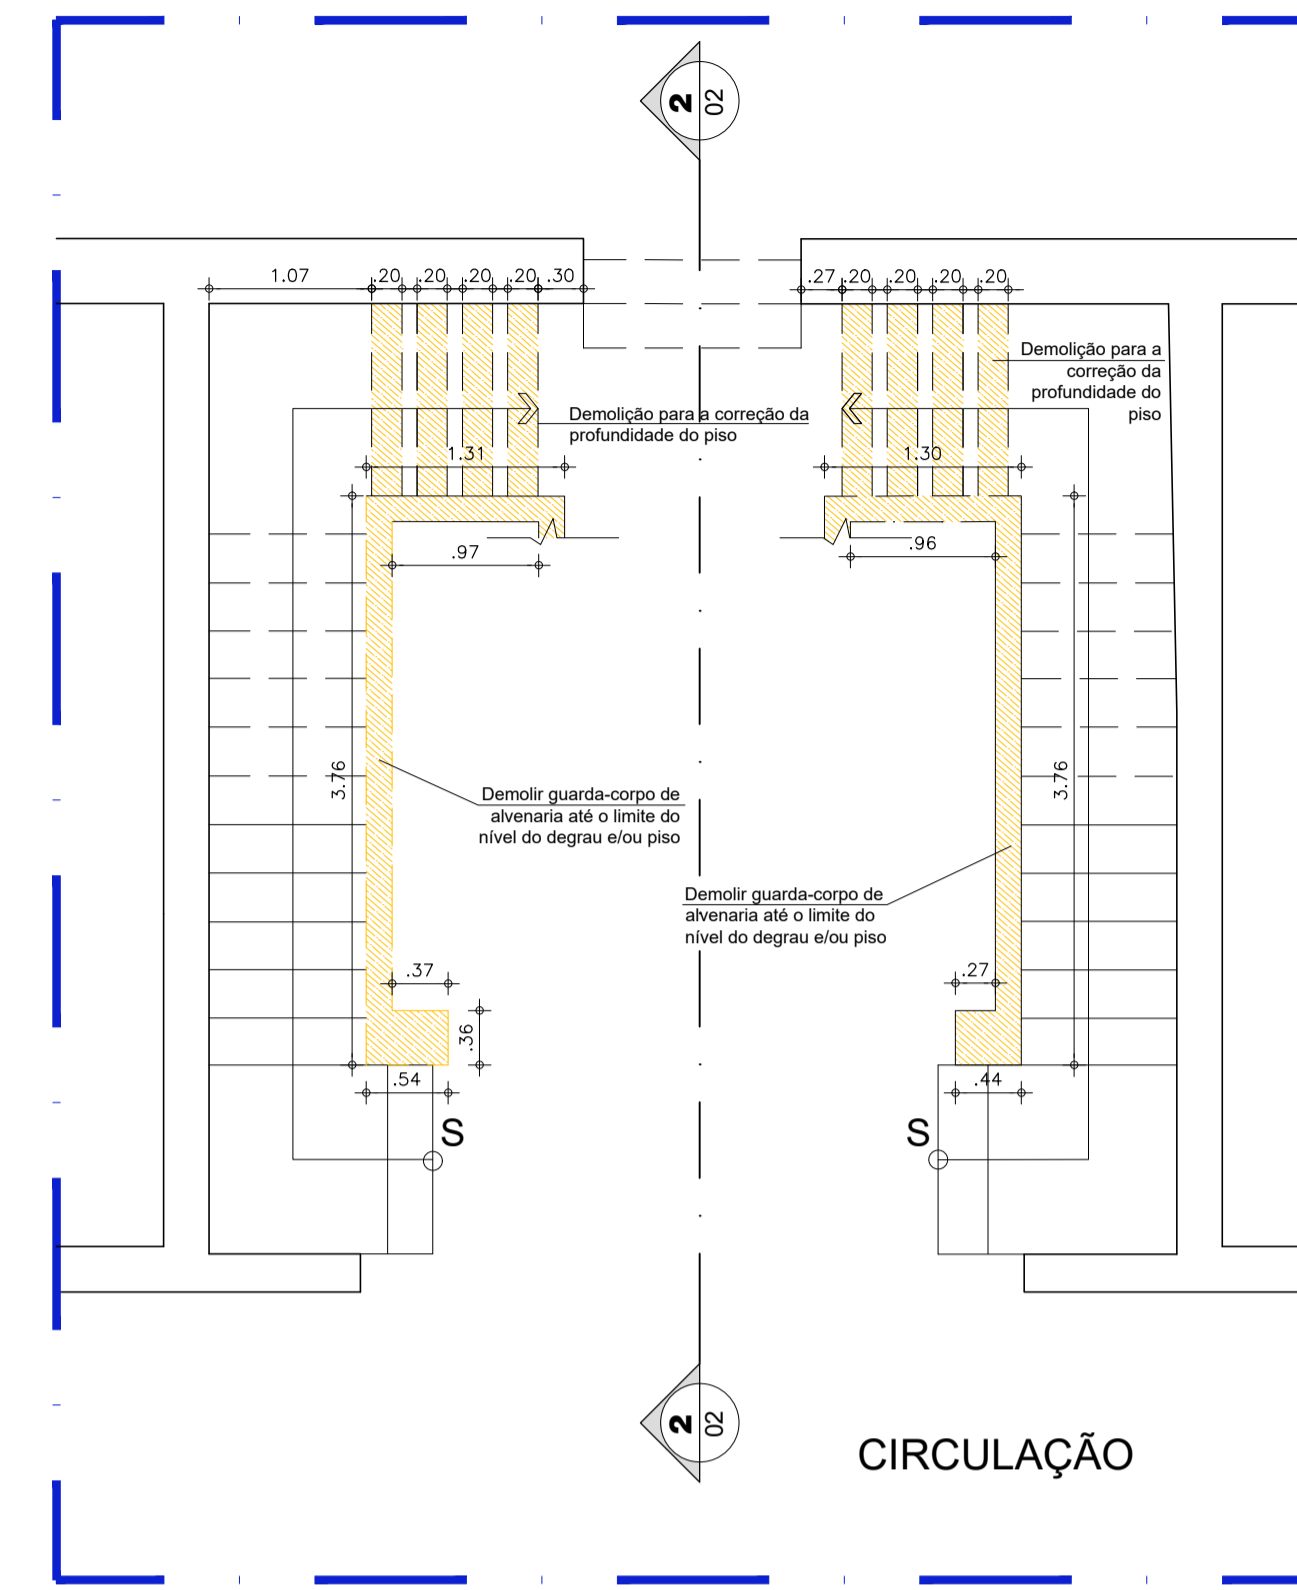 2
02
1.07
.20
.20
.20
.20
.30
.27
.20
.20
.20
.20
Demolição para a
correção da
profundidade do
piso
Demolição para a correção da
profundidade do piso
1.31
1.30
.97
.96
3.76
3.76
Demolir guarda-corpo de
alvenaria até o limite do
nível do degrau e/ou piso
Demolir guarda-corpo de
alvenaria até o limite do
nível do degrau e/ou piso
.37
.27
.36
.54
.44
S
S
2
02
CIRCULAÇÃO